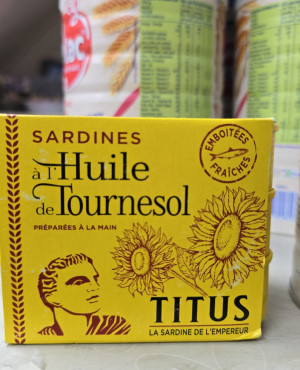 SARDINES
à l'Huile
de Tournesol
PRÉPARÉES À LA MAIN
EMBOITÉES
FRAÎCHES
TITUS
LA SARDINE DE L'EMPEREUR